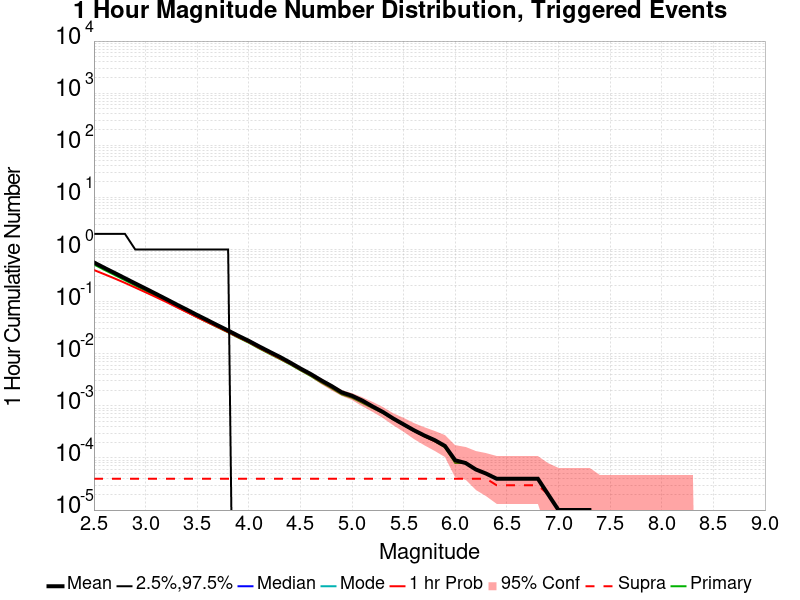 1 Hour Magnitude Number Distribution, Triggered Events
10^4
10^3
10^2
10^1
10^0
10^-1
10^-2
10^-3
10^-4
10^-5
1 Hour Cumulative Number
2.5 3.0 3.5 4.0 4.5 5.0 5.5 6.0 6.5 7.0 7.5 8.0 8.5 9.0
Magnitude
Mean 2.5%,97.5% Median Mode 1 hr Prob 95% Conf Supra Primary